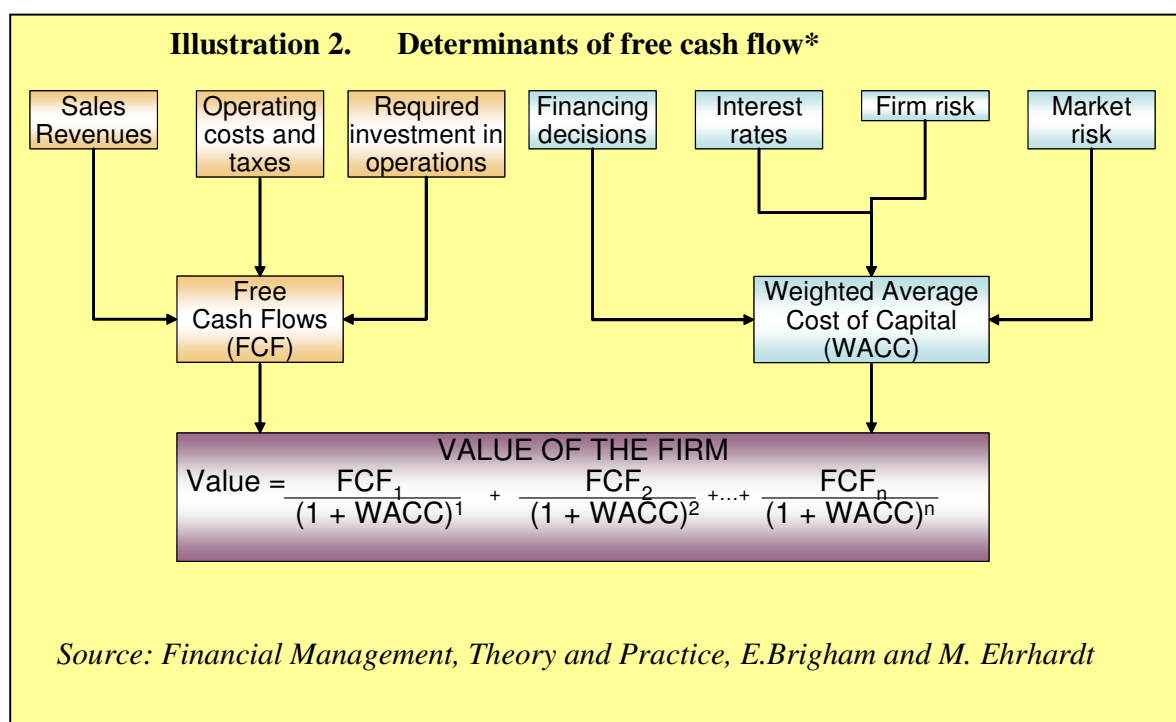 Illustration 2. Determinants of free cash flow*
Sales
Revenues
Operating
costs and
taxes
Required
investment in
operations
Financing
decisions
Interest
rates
Firm risk
Market
risk
Free
Cash Flows
(FCF)
Weighted Average
Cost of Capital
(WACC)
VALUE OF THE FIRM
Value = FCF₁ / (1 + WACC)¹ + FCF₂ / (1 + WACC)² +...+ FCFₙ / (1 + WACC)ⁿ
Source: Financial Management, Theory and Practice, E.Brigham and M. Ehrhardt